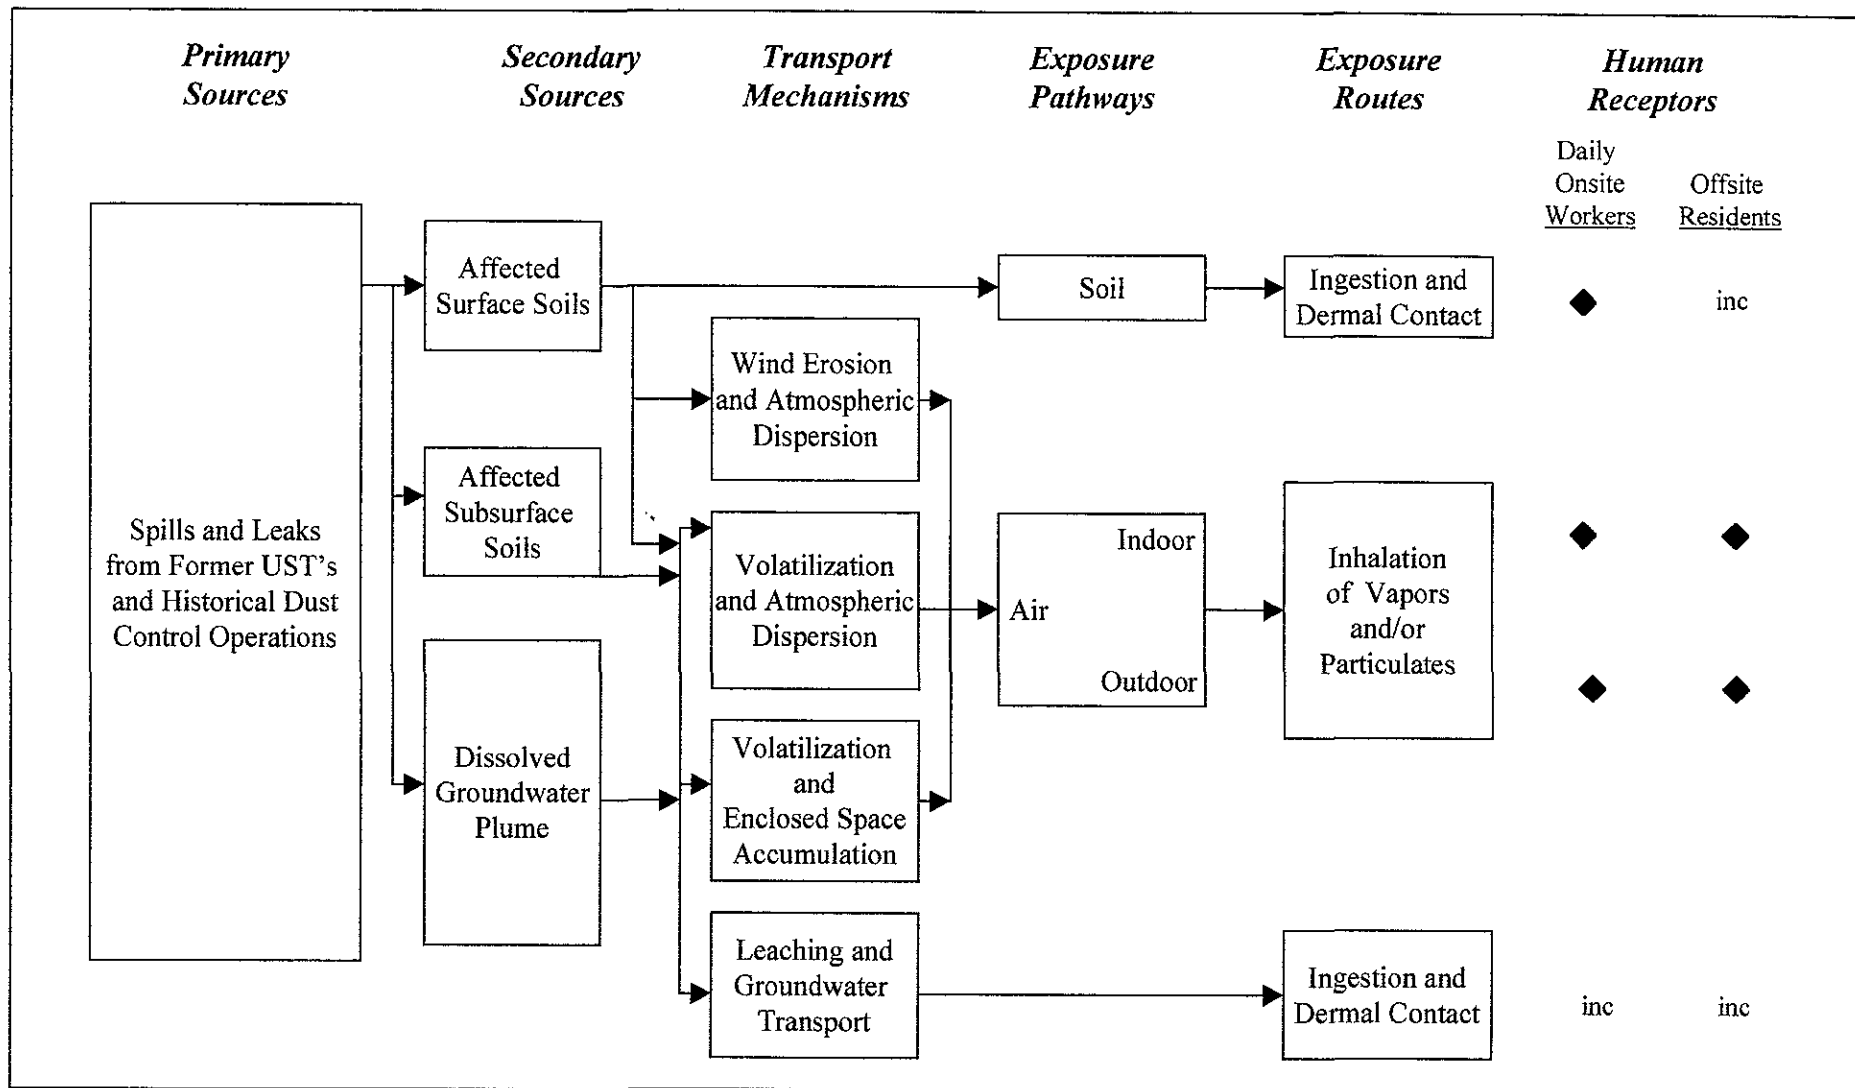 Primary
Sources
Secondary
Sources
Transport
Mechanisms
Exposure
Pathways
Exposure
Routes
Human
Receptors
Daily
Onsite
Workers
Offsite
Residents
Spills and Leaks
from Former UST's
and Historical Dust
Control Operations
Affected
Surface Soils
Affected
Subsurface
Soils
Dissolved
Groundwater
Plume
Wind Erosion
and Atmospheric
Dispersion
Volatilization
and Atmospheric
Dispersion
Volatilization
and
Enclosed Space
Accumulation
Leaching and
Groundwater
Transport
Soil
Indoor
Air
Outdoor
Ingestion and
Dermal Contact
Inhalation
of Vapors
and/or
Particulates
Ingestion and
Dermal Contact
inc
inc
inc